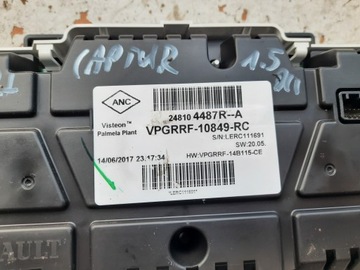 CAPTUR
1.5
dci
ANC
Visteon™
Palmela Plant
24810 4487R--A
VPGRRF-10849-RC
S/N:LERC111691
SW:20.05.
14/06/2017 23:17:34
HW:VPGRRF-14B115-CE
AULT